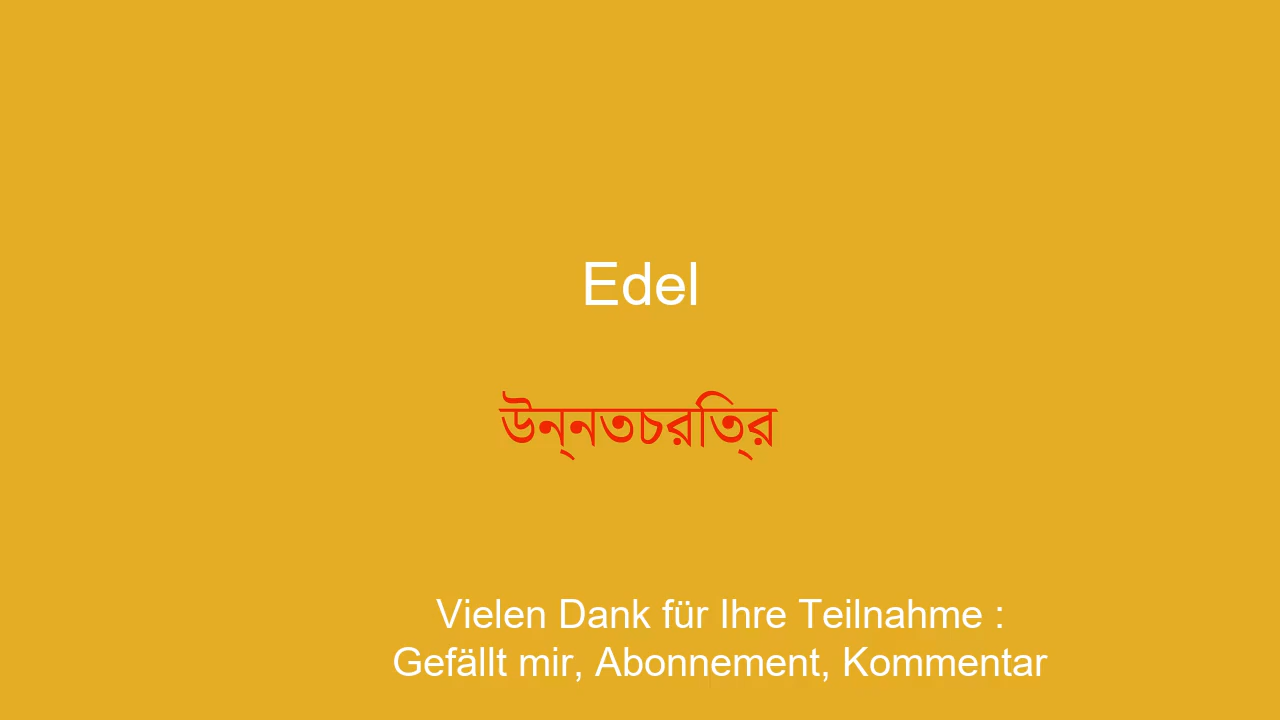 Edel
উন্নতচরিত্র
Vielen Dank für Ihre Teilnahme :
Gefällt mir, Abonnement, Kommentar